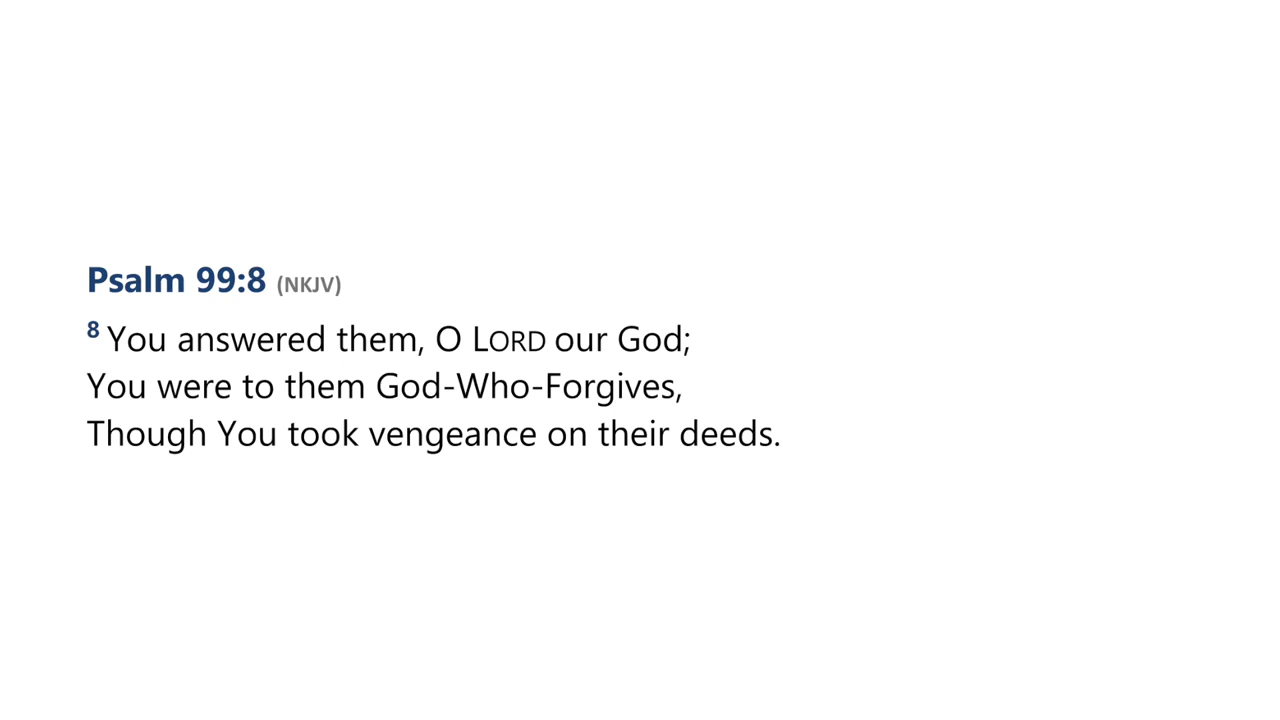 Psalm 99:8 (NKJV)
8 You answered them, O LORD our God;
You were to them God-Who-Forgives,
Though You took vengeance on their deeds.